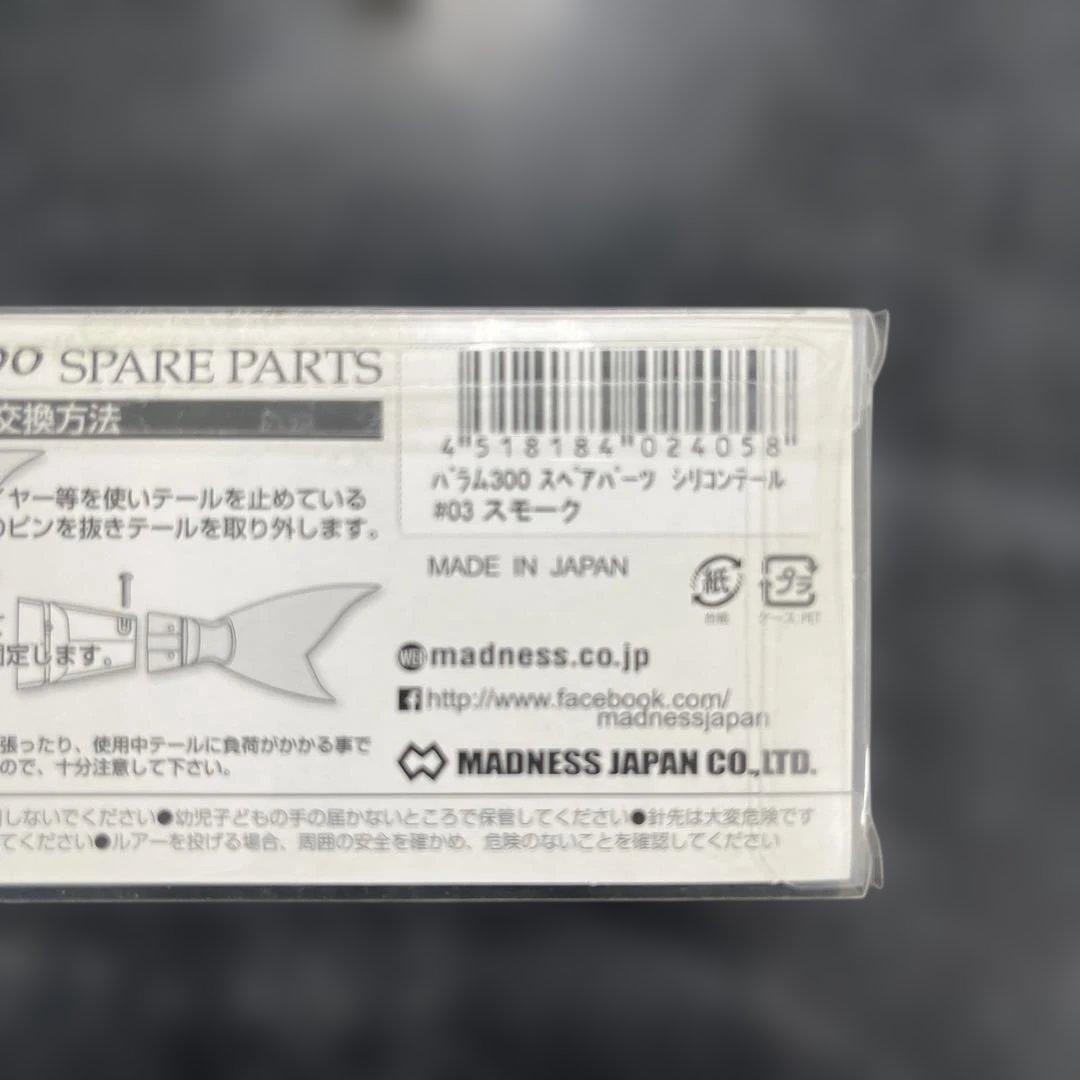 SPARE PARTS
交換方法
イヤー等を使いテールを止めている
のピンを抜きテールを取り外します。
固定します。
張ったり、使用中テールに負荷がかかる事で
ので、十分注意して下さい。
4 518184 024058
バラム300 スペアパーツ シリコンテール
#03 スモーク
MADE IN JAPAN
紙
台紙
プラ
ケース:PET
WEB madness.co.jp
f http://www.facebook.com/
madnessjapan
MADNESS JAPAN CO.,LTD.
しないでください●幼児子どもの手の届かないところで保管してください●針先は大変危険です
てください●ルアーを投げる場合、周囲の安全を確かめ、危険のないことを確認してください